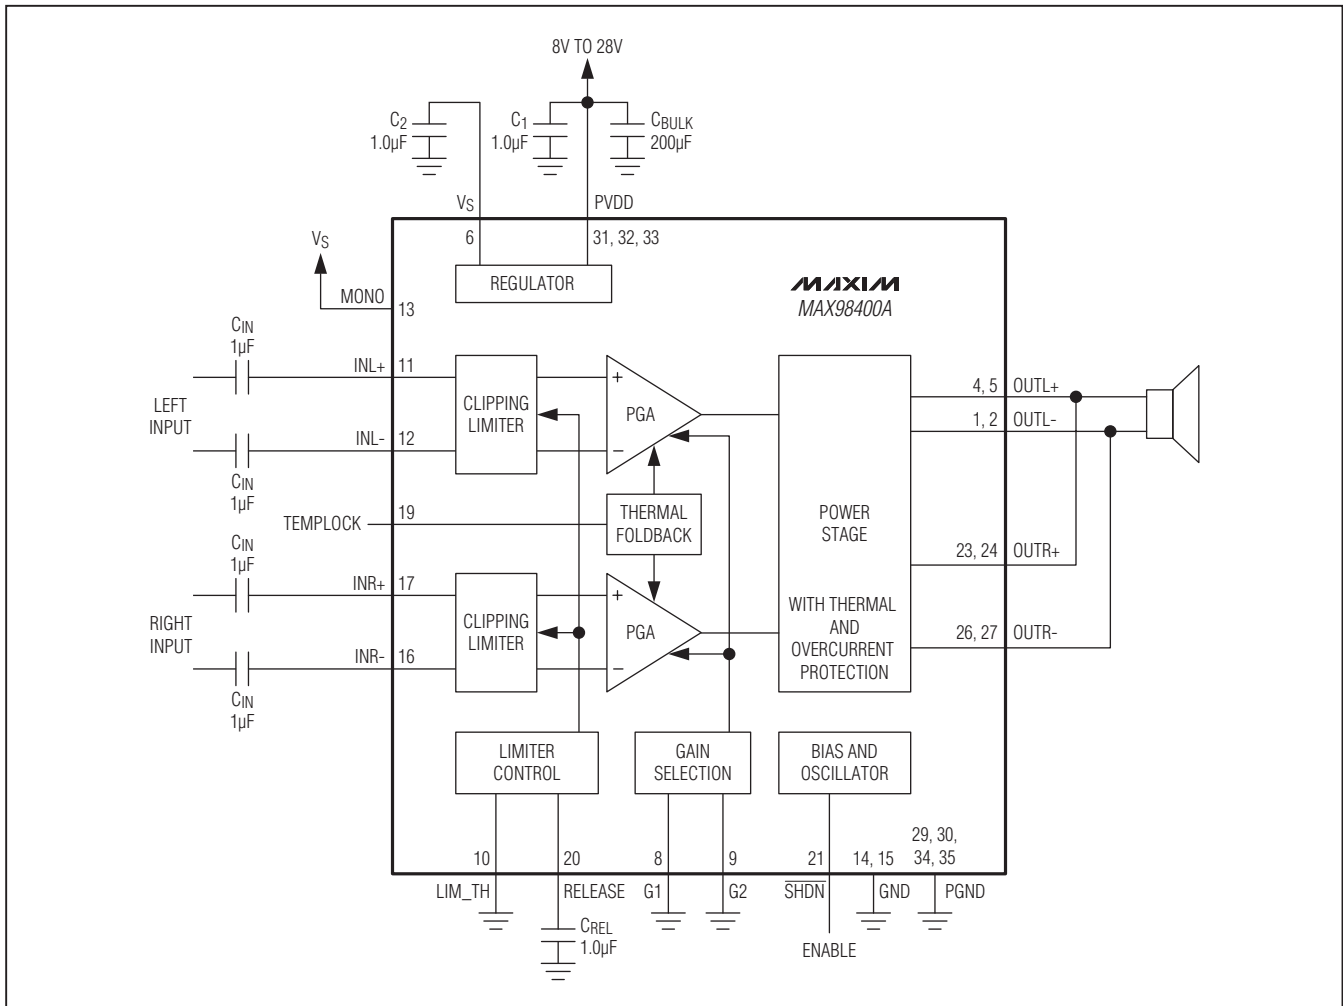 8V TO 28V
C2
1.0µF
C1
1.0µF
CBULK
200µF
VS
PVDD
6
31, 32, 33
VS
REGULATOR
MAXIM
MAX98400A
MONO
13
CIN
1µF
INL+
11
LEFT
INPUT
CLIPPING
LIMITER
+
PGA
−
INL-
12
CIN
1µF
4, 5
OUTL+
1, 2
OUTL-
TEMPLOCK
19
THERMAL
FOLDBACK
POWER
STAGE
23, 24
OUTR+
CIN
1µF
INR+
17
RIGHT
INPUT
CLIPPING
LIMITER
+
PGA
−
WITH THERMAL
AND
OVERCURRENT
PROTECTION
26, 27
OUTR-
INR-
16
CIN
1µF
LIMITER
CONTROL
GAIN
SELECTION
BIAS AND
OSCILLATOR
10
20
8
9
21
14, 15
29, 30,
34, 35
LIM_TH
RELEASE
G1
G2
SHDN
GND
PGND
CREL
1.0µF
ENABLE